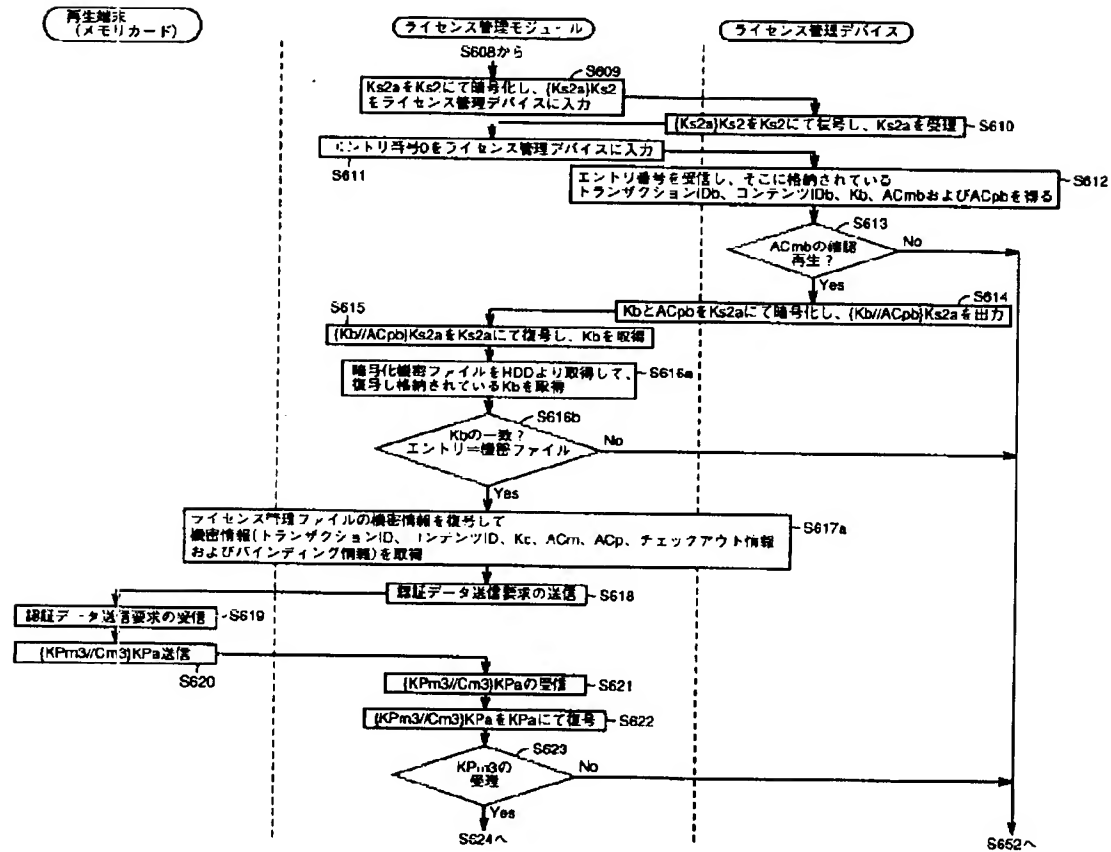 再生端末
(メモリカード)
ライセンス管理モジュール
ライセンス管理デバイス
S608から
S609
Ks2aをKs2にて暗号化し、{Ks2a}Ks2
をライセンス管理デバイスに入力
{Ks2a}Ks2をKs2にて復号し、Ks2aを受理
S610
エントリ番号0をライセンス管理デバイスに入力
S611
エントリ番号を受信し、そこに格納されている
トランザクションIDb、コンテンツIDb、Kb、ACmbおよびACpbを得る
S612
S613
ACmbの確認
再生?
No
Yes
S614
KbとACpbをKs2aにて暗号化し、{Kb//ACpb}Ks2aを出力
S615
{Kb//ACpb}Ks2aをKs2aにて復号し、Kbを取得
暗号化機密ファイルをHDDより取得して、
復号し格納されているKbを取得
S616a
S616b
Kbの一致?
エントリ=機密ファイル
No
Yes
ライセンス管理ファイルの機密情報を復号して
機密情報(トランザクションID、コンテンツID、Kc、ACm、ACp、チェックアウト情報
およびバインディング情報)を取得
S617a
認証データ送信要求の送信
S618
認証データ送信要求の受信
S619
{KPm3//Cm3}KPa送信
S620
{KPm3//Cm3}KPaの受信
S621
{KPm3//Cm3}KPaをKPaにて復号
S622
S623
KPm3の
受理
No
Yes
S624へ
S652へ